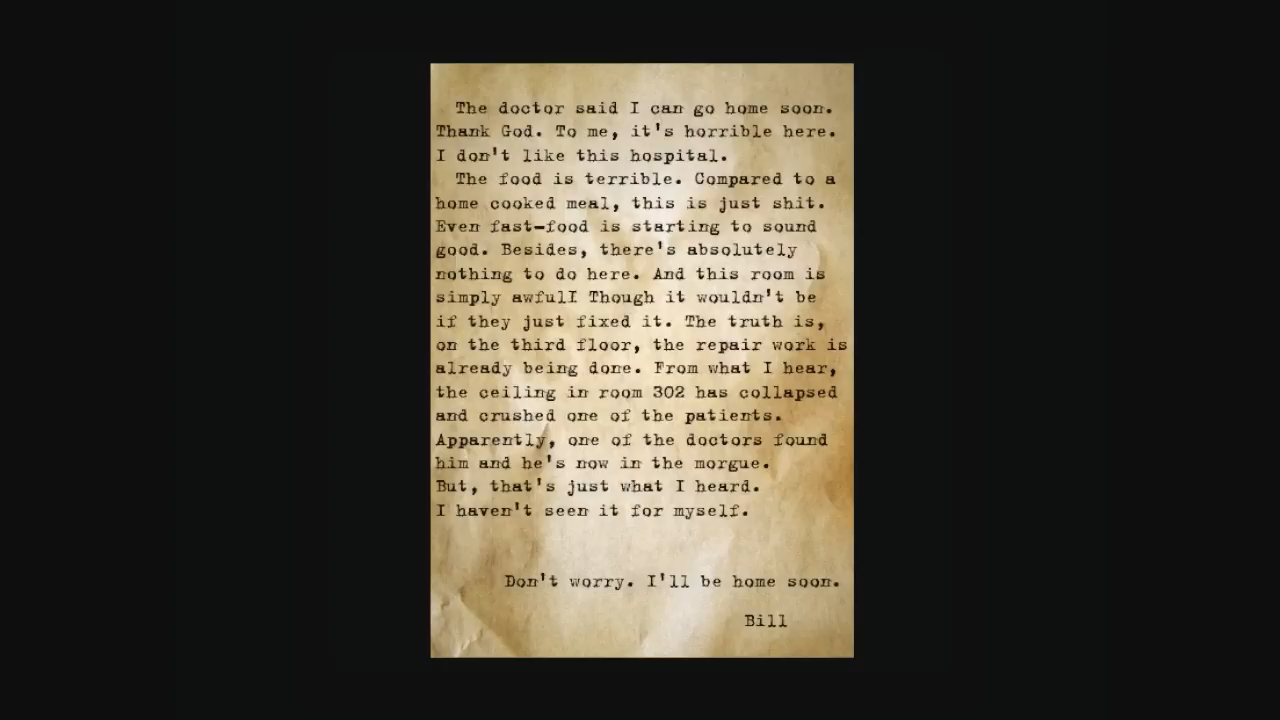 The doctor said I can go home soon.
Thank God. To me, it's horrible here.
I don't like this hospital.
The food is terrible. Compared to a
home cooked meal, this is just shit.
Even fast-food is starting to sound
good. Besides, there's absolutely
nothing to do here. And this room is
simply awfulI Though it wouldn't be
if they just fixed it. The truth is,
on the third floor, the repair work is
already being done. From what I hear,
the ceiling in room 302 has collapsed
and crushed one of the patients.
Apparently, one of the doctors found
him and he's now in the morgue.
But, that's just what I heard.
I haven't seen it for myself.
Don't worry. I'll be home soon.
Bill